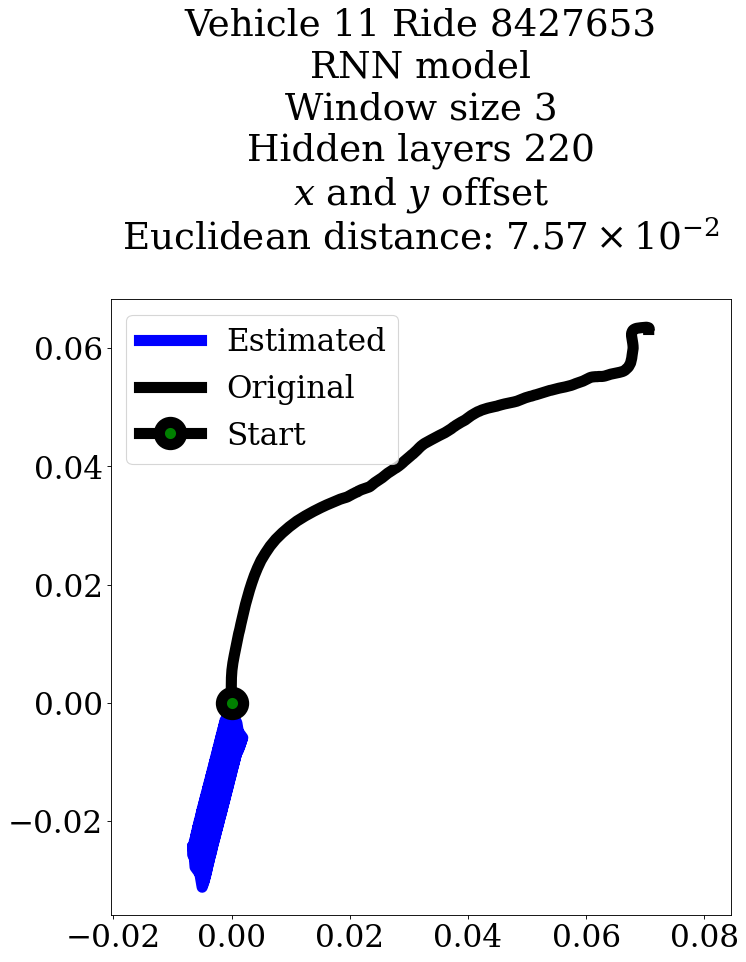 Vehicle 11 Ride 8427653
RNN model
Window size 3
Hidden layers 220
x and y offset
Euclidean distance: 7.57 × 10⁻²
Estimated
Original
Start
0.06
0.04
0.02
0.00
−0.02
−0.02 0.00 0.02 0.04 0.06 0.08